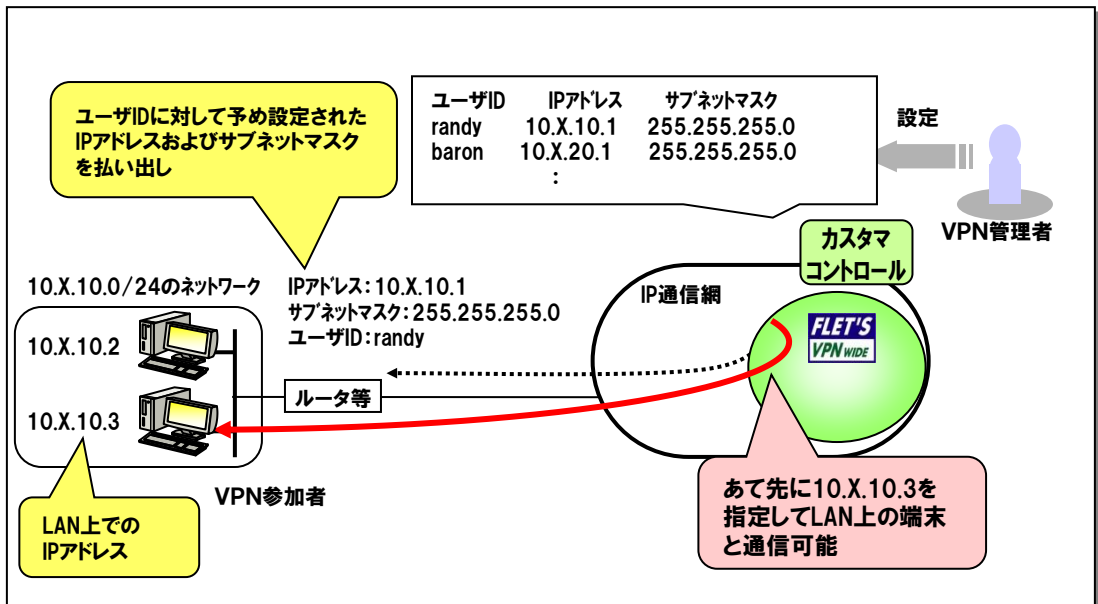 ユーザIDに対して予め設定された
IPアドレスおよびサブネットマスク
を払い出し
ユーザID IPアドレス サブネットマスク
randy 10.X.10.1 255.255.255.0
baron 10.X.20.1 255.255.255.0
:
設定
VPN管理者
カスタマ
コントロール
10.X.10.0/24のネットワーク
IPアドレス:10.X.10.1
サブネットマスク:255.255.255.0
ユーザID:randy
IP通信網
FLET'S
VPN WIDE
10.X.10.2
10.X.10.3
ルータ等
VPN参加者
LAN上での
IPアドレス
あて先に10.X.10.3を
指定してLAN上の端末
と通信可能